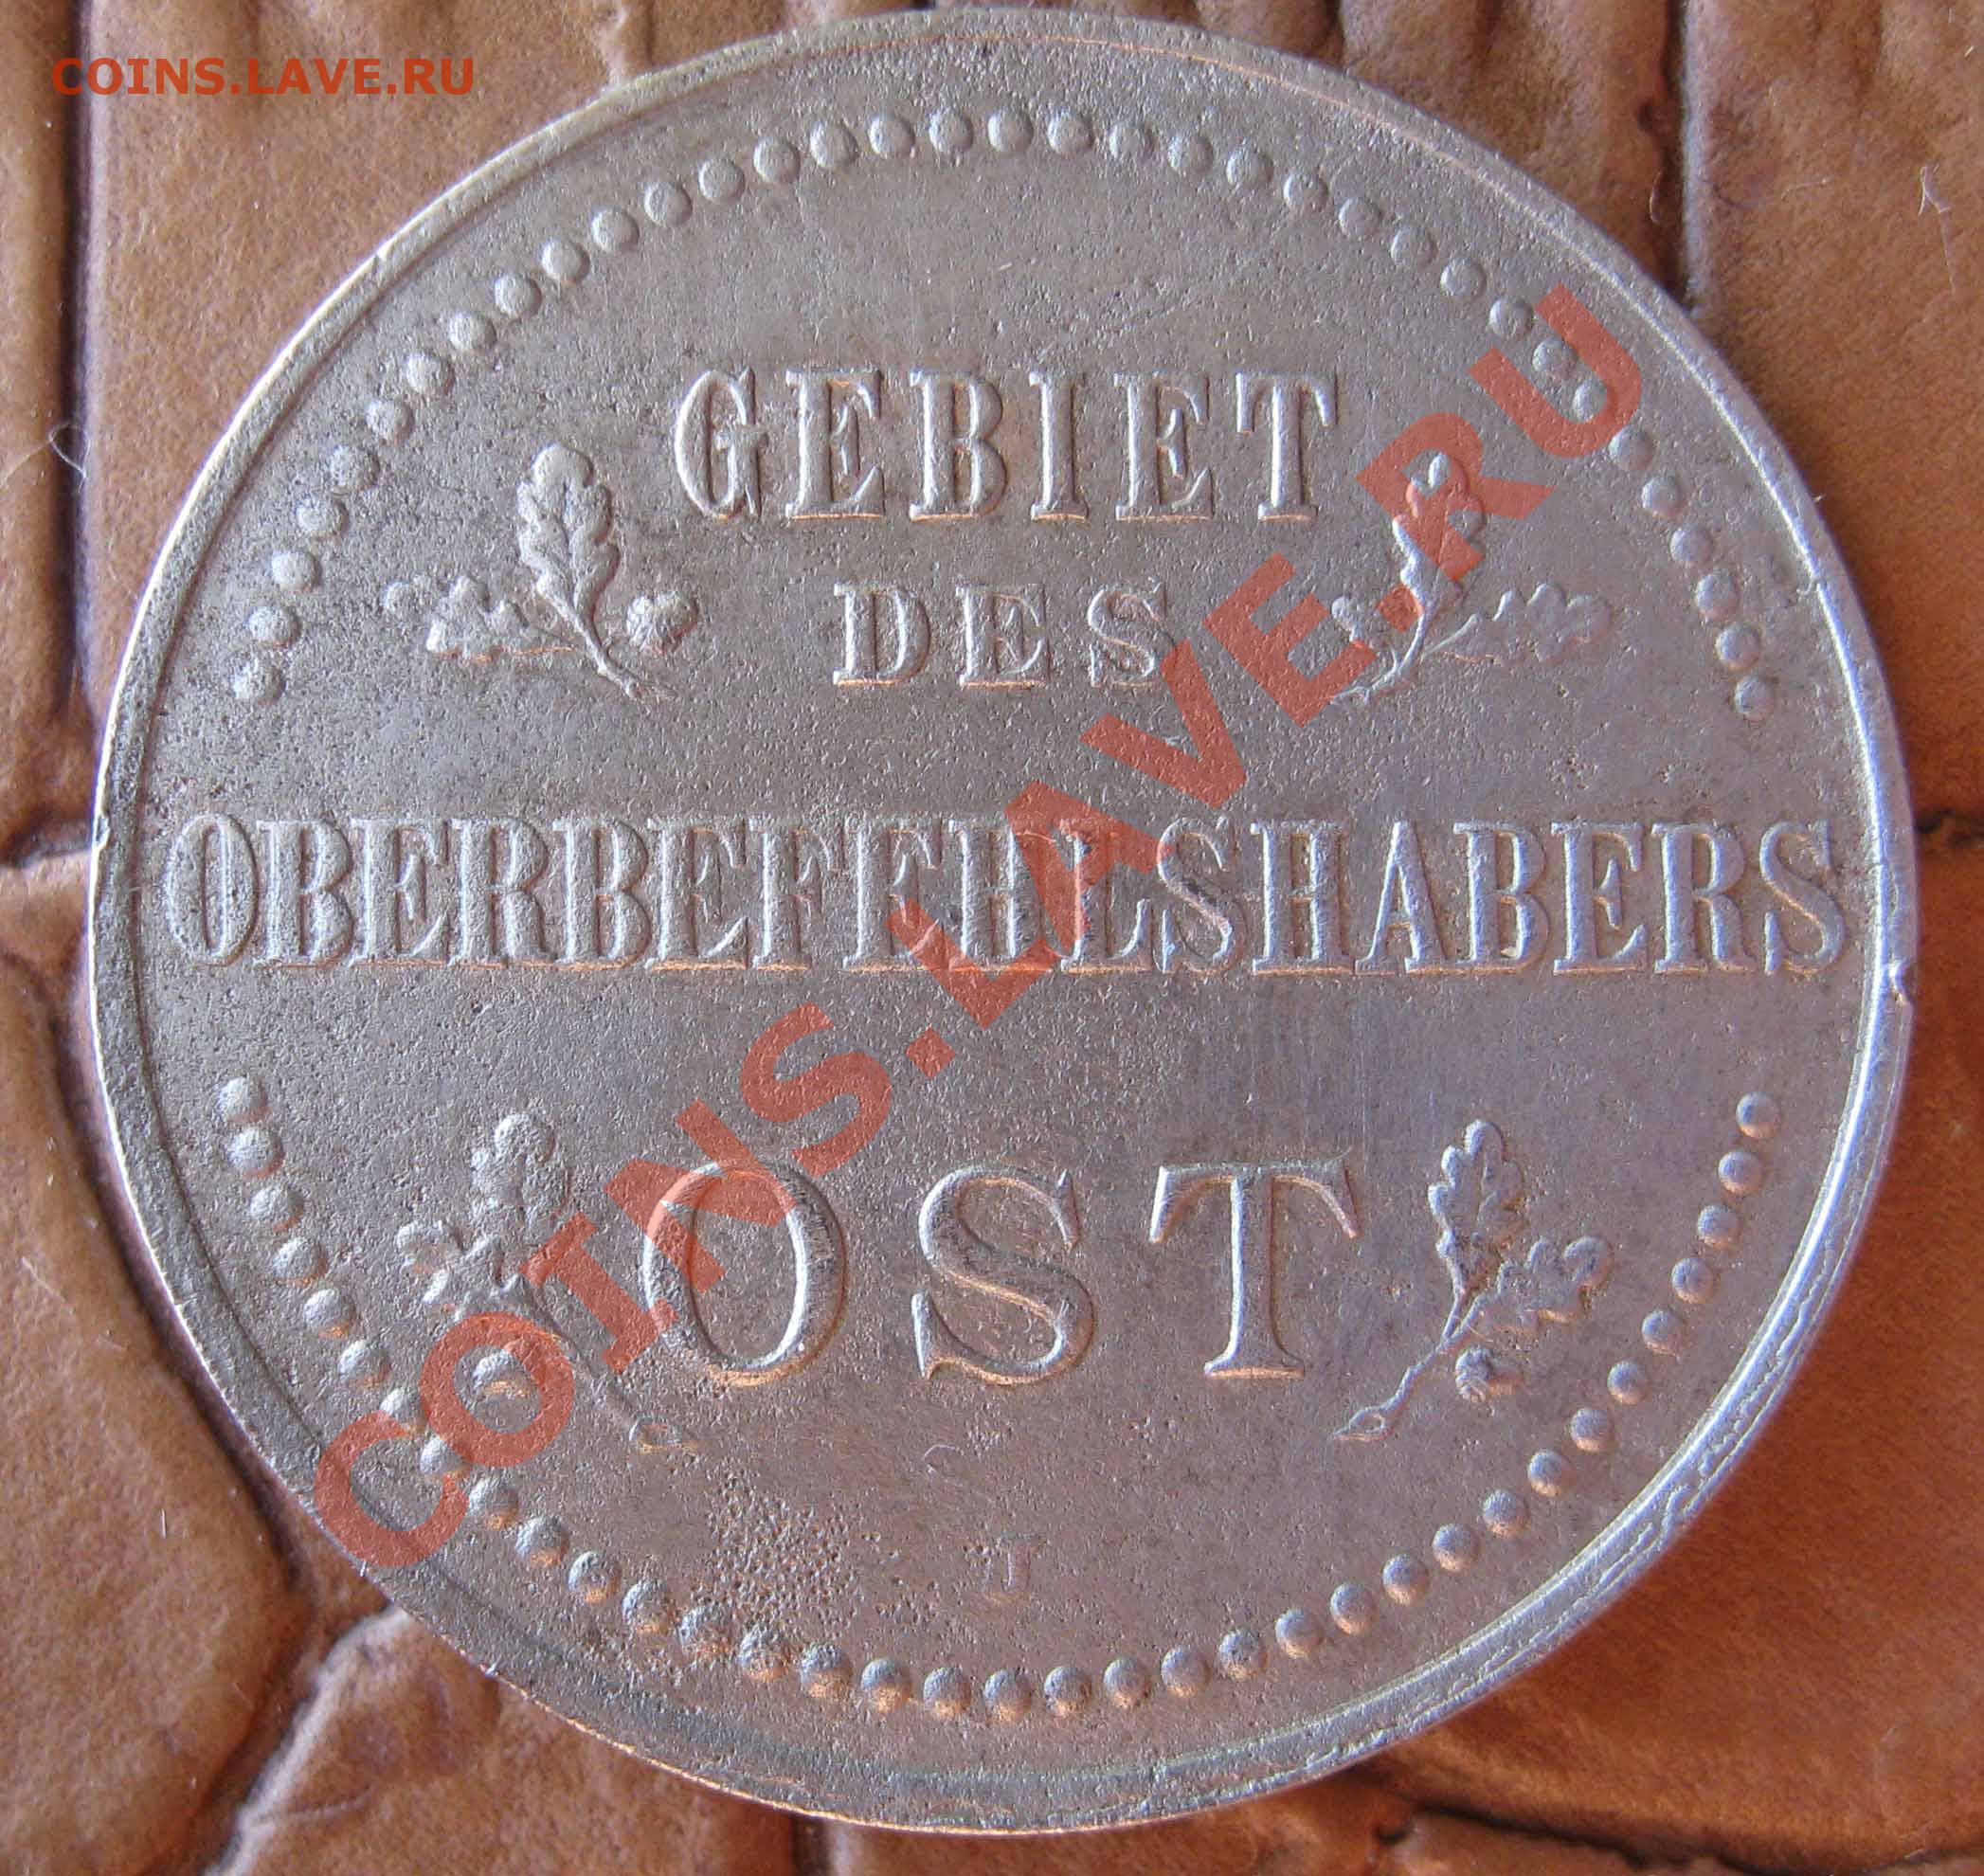 COINS.LAVE.RU
GEBIET
DES
OBERBEFEHLSHABERS
OST
J
COINS.LAVE.RU